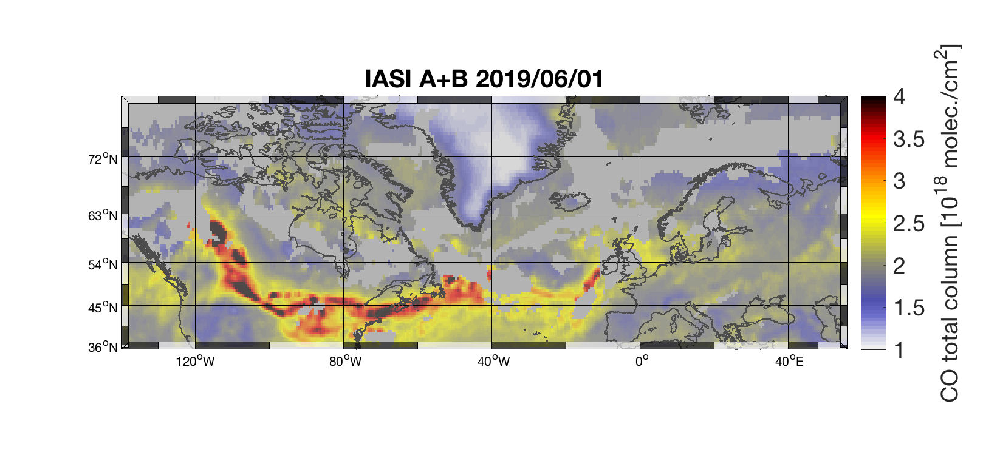 IASI A+B 2019/06/01
72°N
63°N
54°N
45°N
36°N
120°W
80°W
40°W
0°
40°E
4
3.5
3
2.5
2
1.5
1
CO total column [10^18 molec./cm^2]